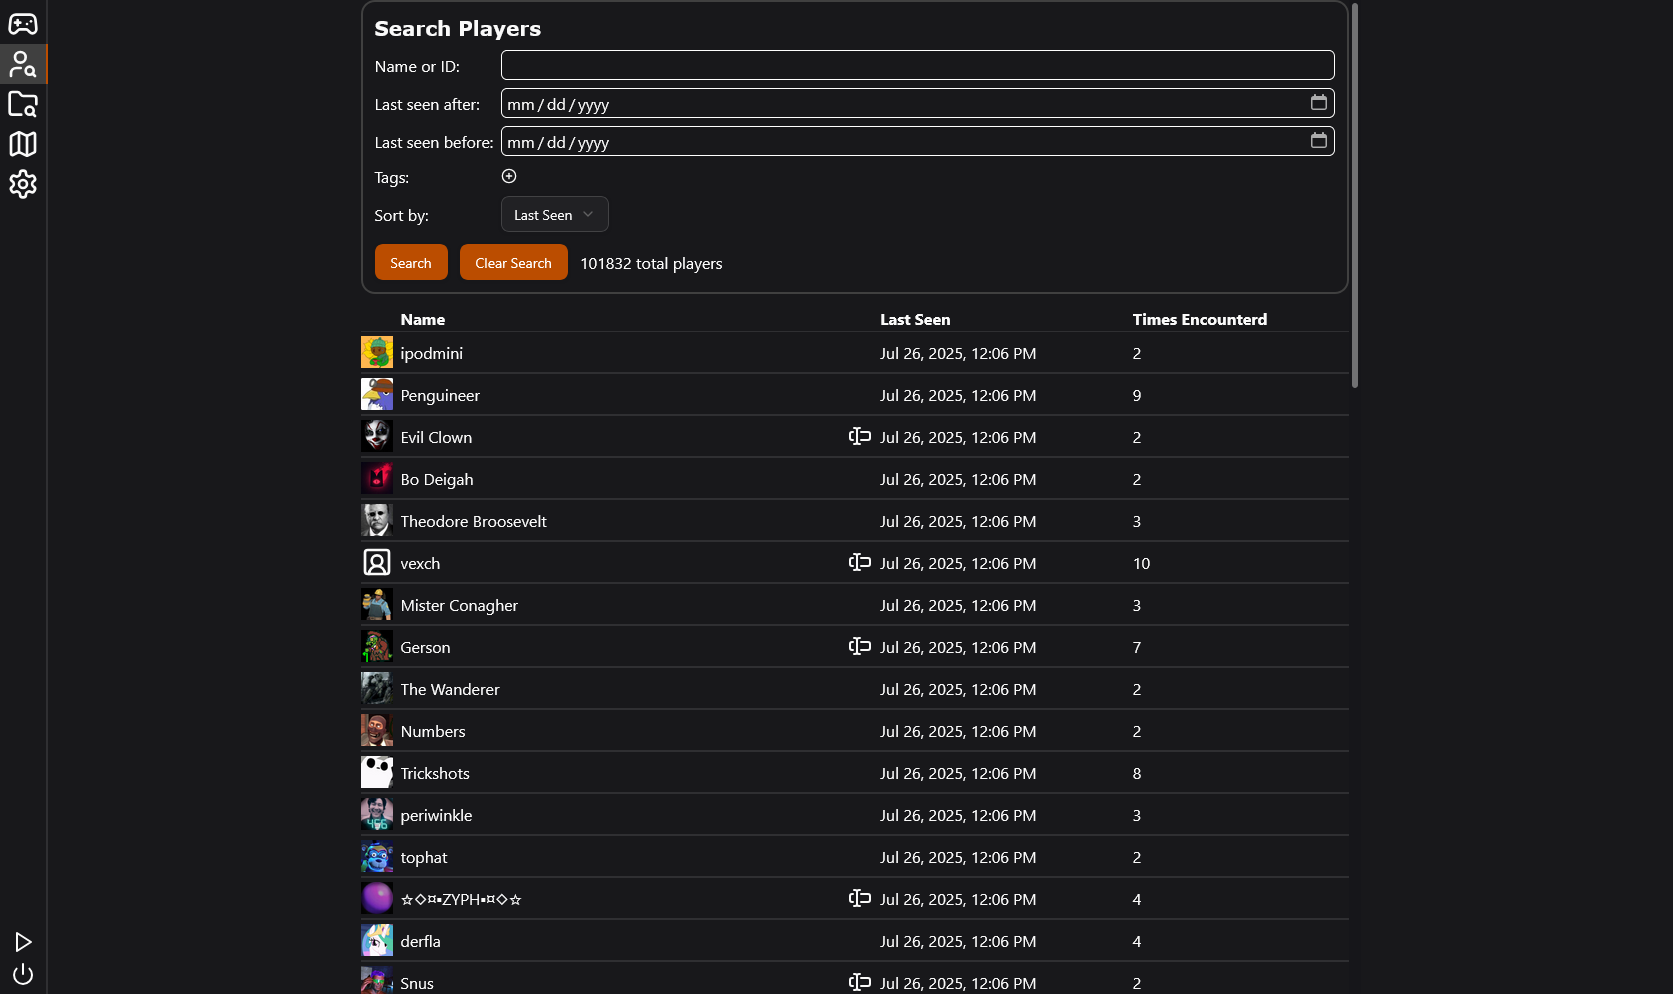 Search Players
Name or ID:
Last seen after: mm/dd/yyyy
Last seen before: mm/dd/yyyy
Tags:
Sort by: Last Seen
Search Clear Search 101832 total players
Name Last Seen Times Encounterd
ipodmini Jul 26, 2025, 12:06 PM 2
Penguineer Jul 26, 2025, 12:06 PM 9
Evil Clown Jul 26, 2025, 12:06 PM 2
Bo Deigah Jul 26, 2025, 12:06 PM 2
Theodore Broosevelt Jul 26, 2025, 12:06 PM 3
vexch Jul 26, 2025, 12:06 PM 10
Mister Conagher Jul 26, 2025, 12:06 PM 3
Gerson Jul 26, 2025, 12:06 PM 7
The Wanderer Jul 26, 2025, 12:06 PM 2
Numbers Jul 26, 2025, 12:06 PM 2
Trickshots Jul 26, 2025, 12:06 PM 8
periwinkle Jul 26, 2025, 12:06 PM 3
tophat Jul 26, 2025, 12:06 PM 2
☆◇¤▪ZYPH▪¤◇☆ Jul 26, 2025, 12:06 PM 4
derfla Jul 26, 2025, 12:06 PM 4
Snus Jul 26, 2025, 12:06 PM 2